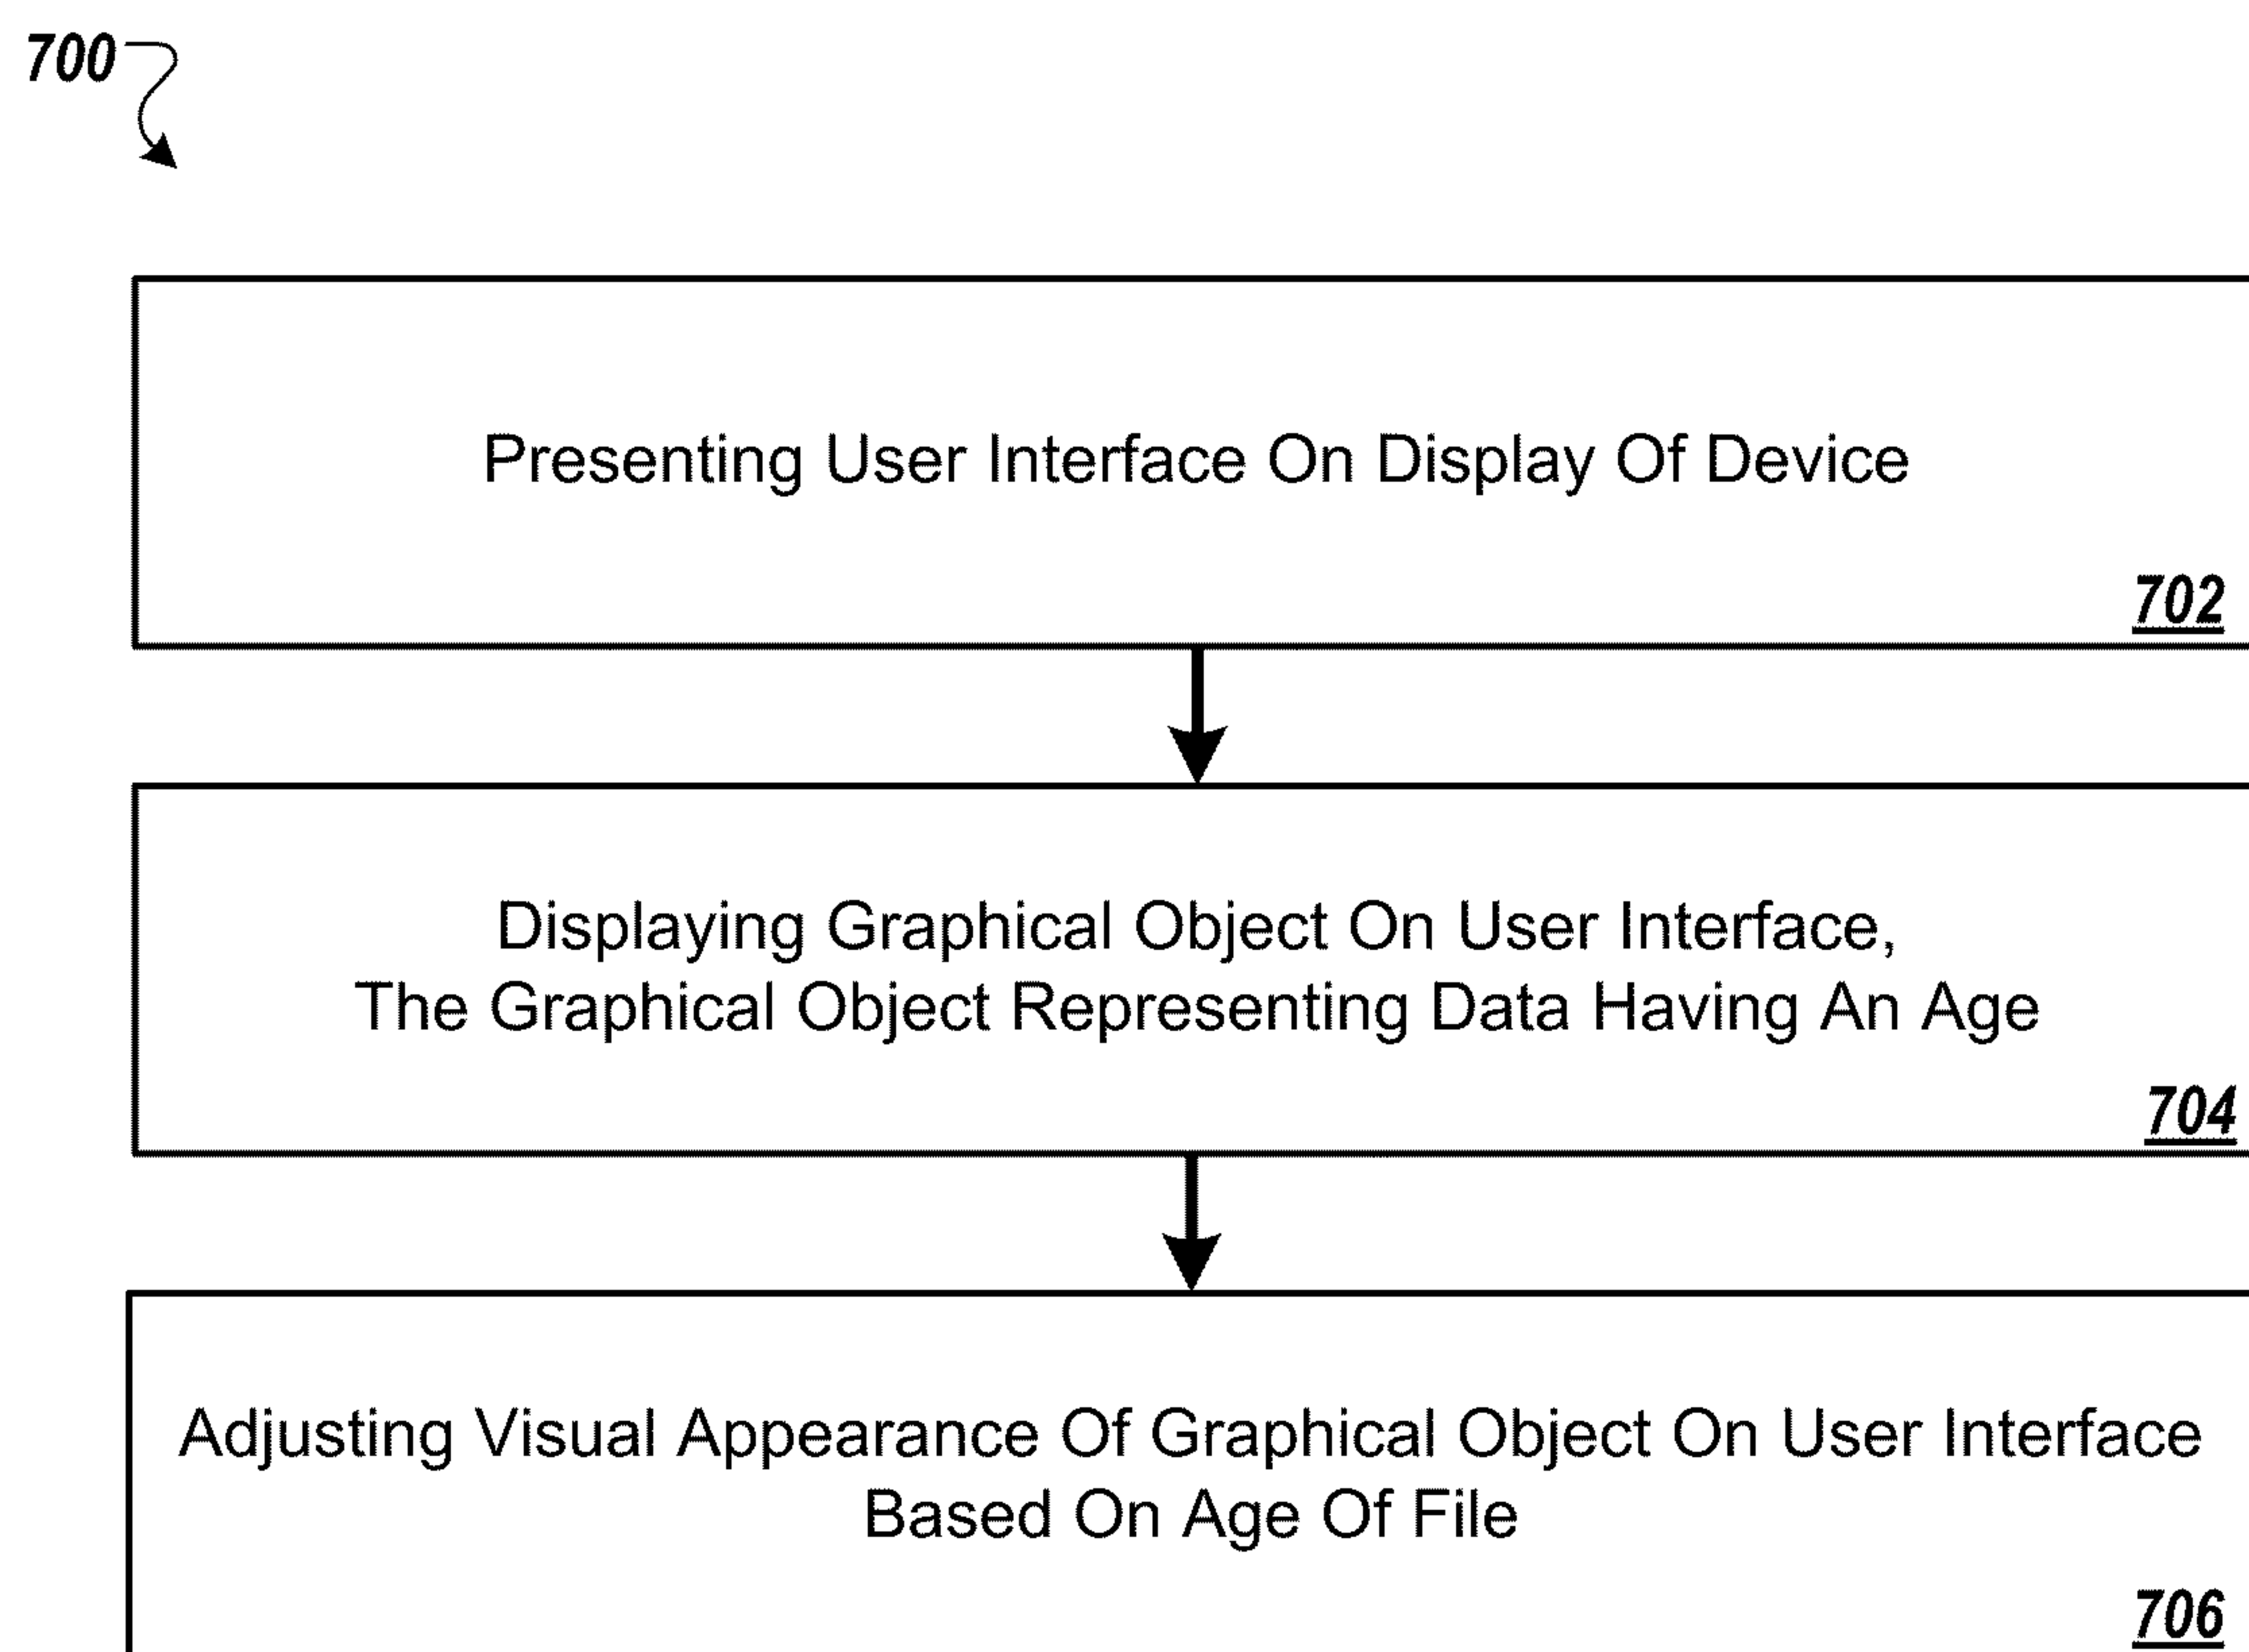 700
Presenting User Interface On Display Of Device
702
Displaying Graphical Object On User Interface,
The Graphical Object Representing Data Having An Age
704
Adjusting Visual Appearance Of Graphical Object On User Interface
Based On Age Of File
706